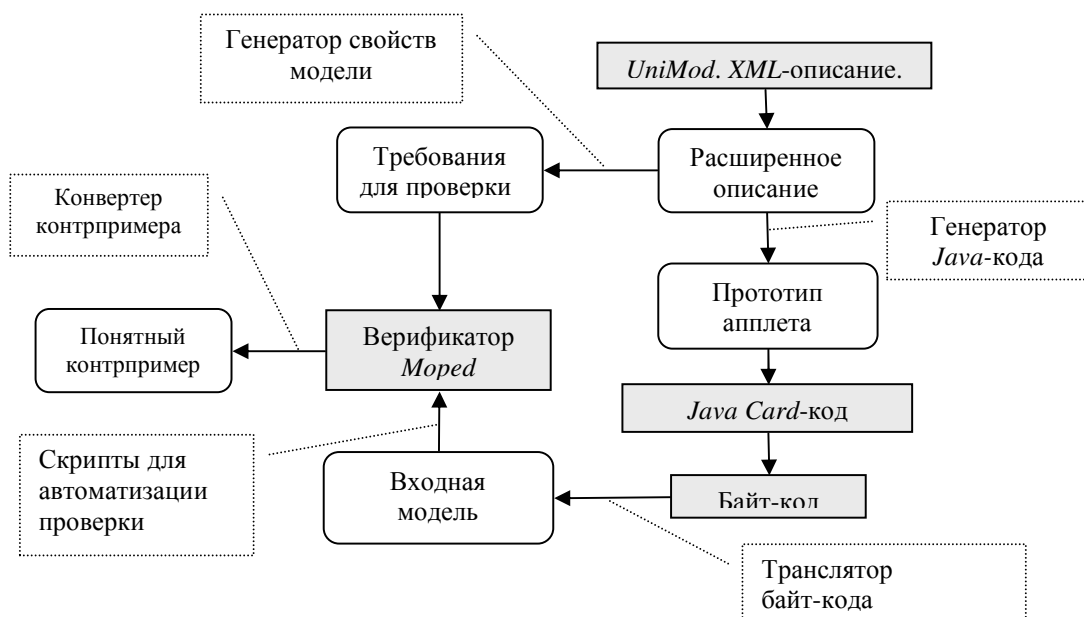 Генератор свойств
модели
UniMod. XML-описание.
Требования
для проверки
Расширенное
описание
Конвертер
контрпримера
Генератор
Java-кода
Прототип
апплета
Понятный
контрпример
Верификатор
Moped
Java Card-код
Скрипты для
автоматизации
проверки
Входная
модель
Байт-код
Транслятор
байт-кода